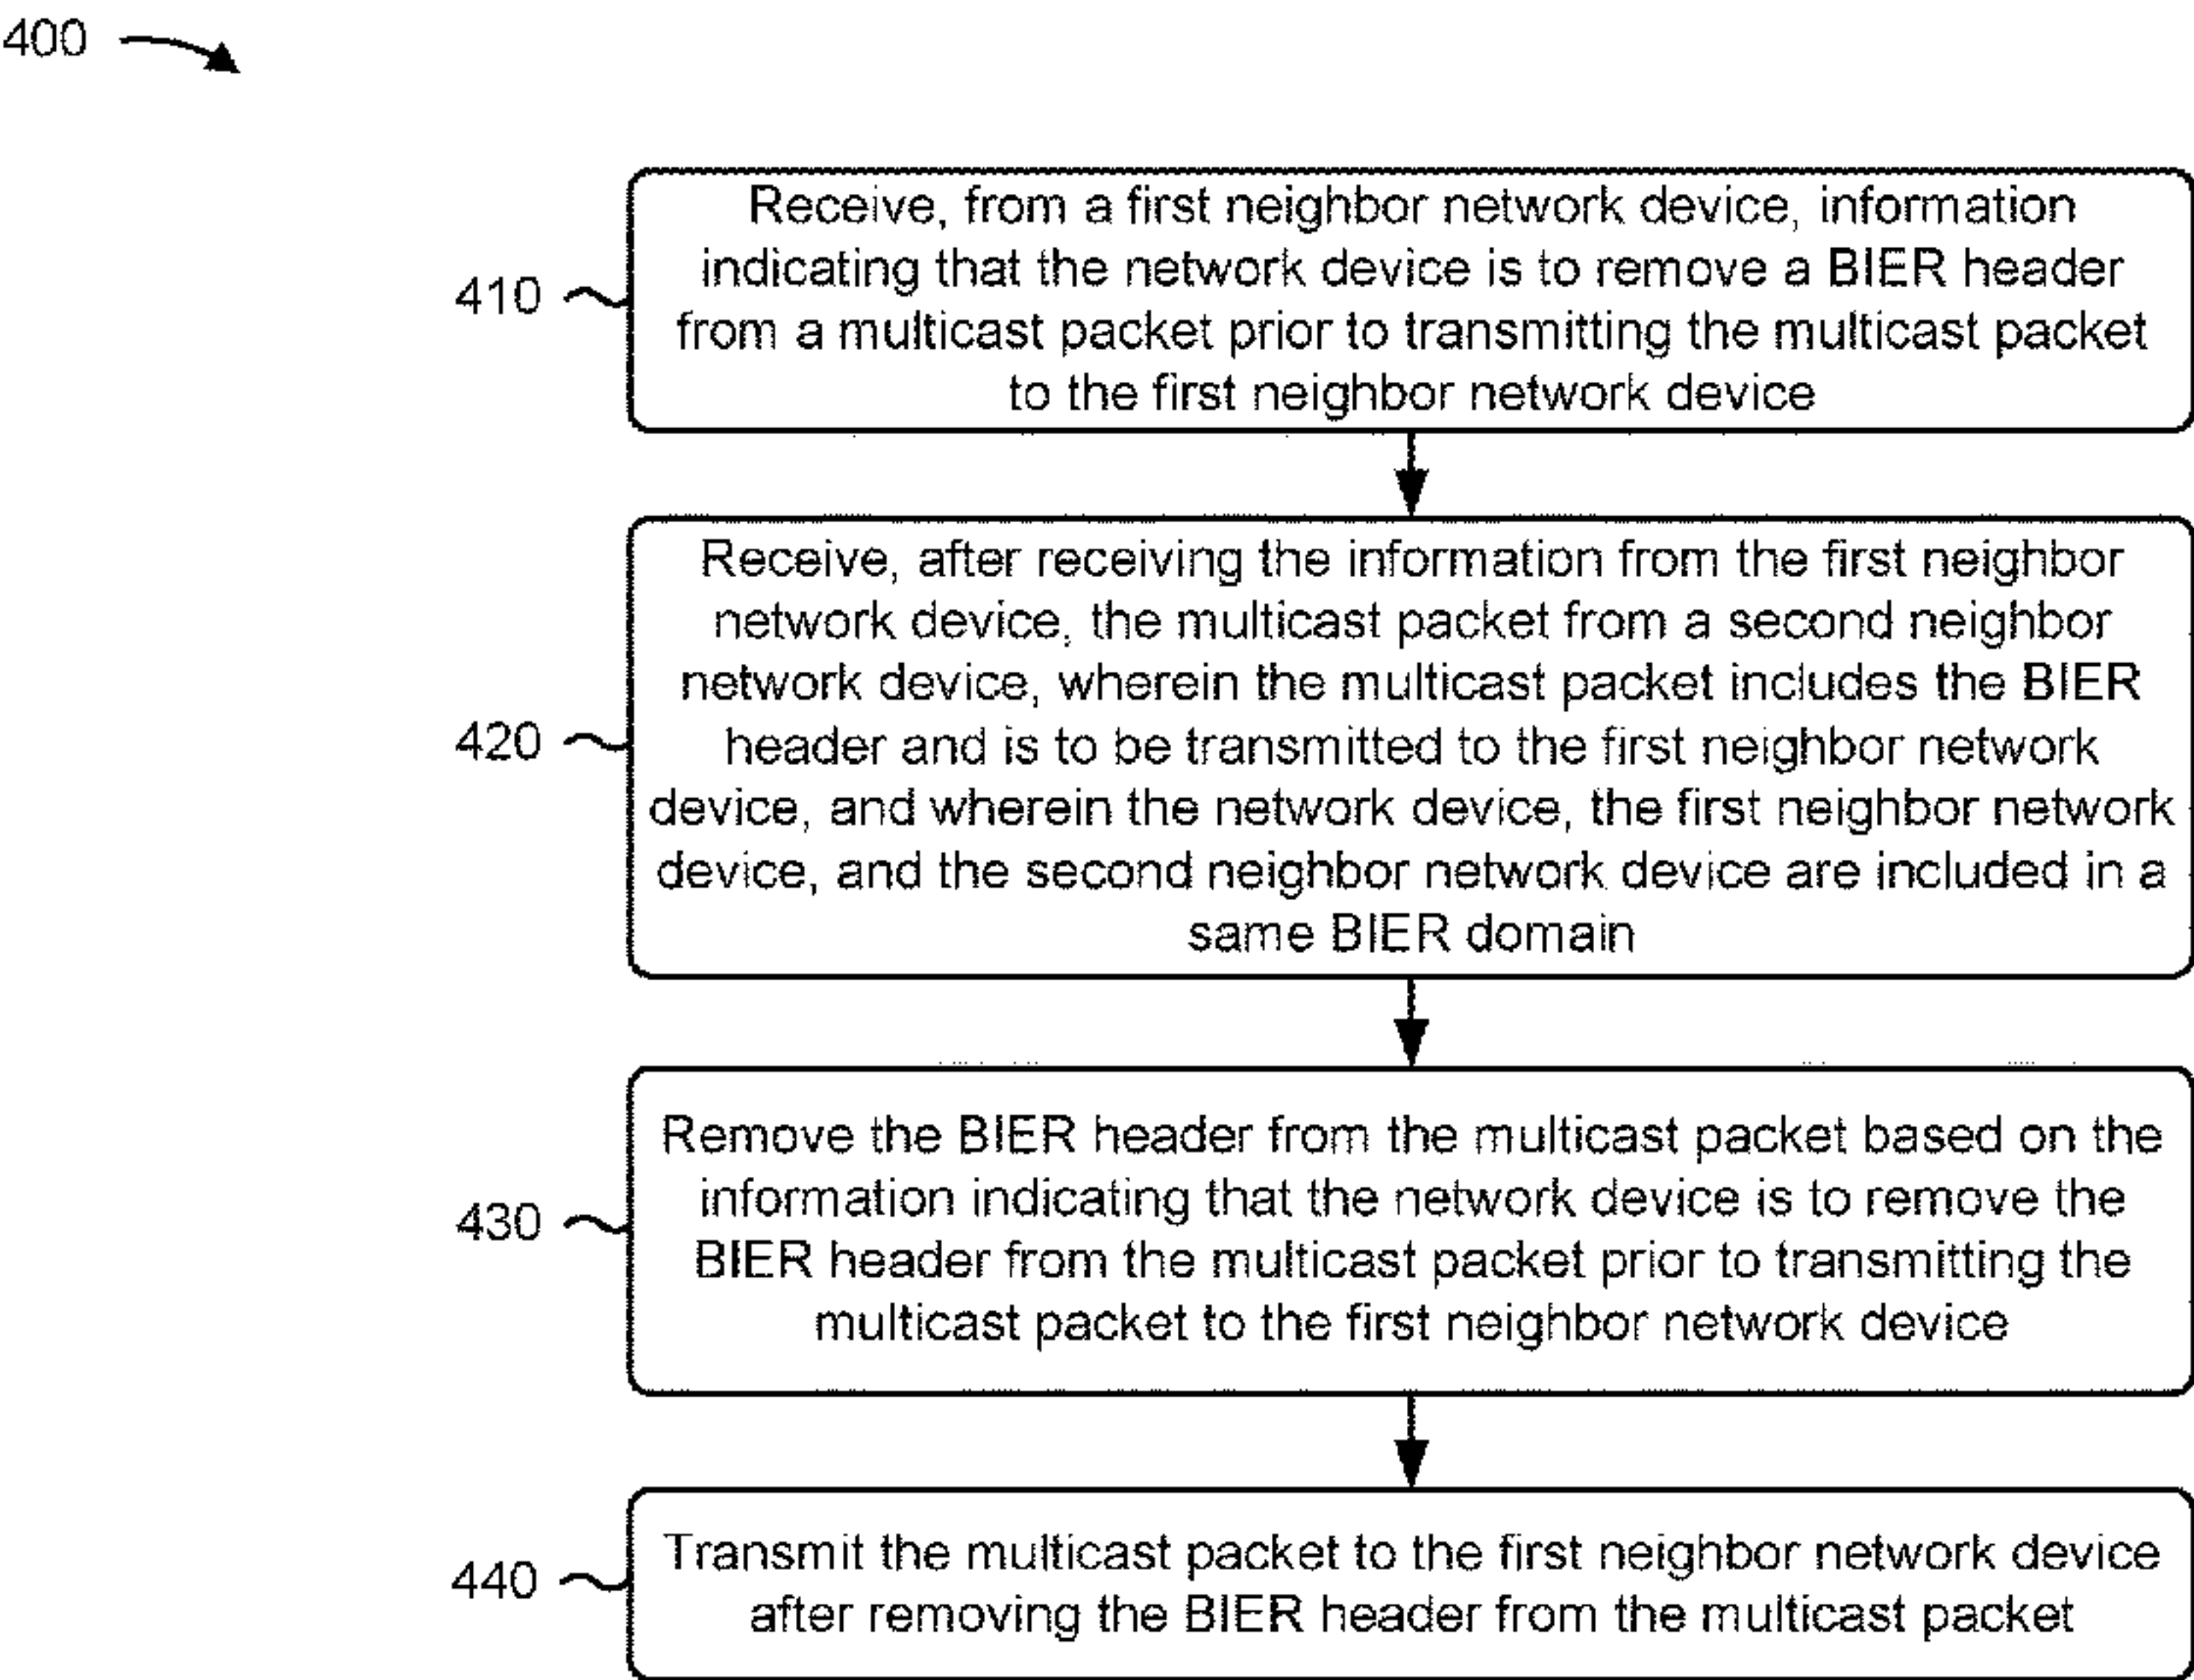 400
410
Receive, from a first neighbor network device, information
indicating that the network device is to remove a BIER header
from a multicast packet prior to transmitting the multicast packet
to the first neighbor network device
420
Receive, after receiving the information from the first neighbor
network device, the multicast packet from a second neighbor
network device, wherein the multicast packet includes the BIER
header and is to be transmitted to the first neighbor network
device, and wherein the network device, the first neighbor network
device, and the second neighbor network device are included in a
same BIER domain
430
Remove the BIER header from the multicast packet based on the
information indicating that the network device is to remove the
BIER header from the multicast packet prior to transmitting the
multicast packet to the first neighbor network device
440
Transmit the multicast packet to the first neighbor network device
after removing the BIER header from the multicast packet